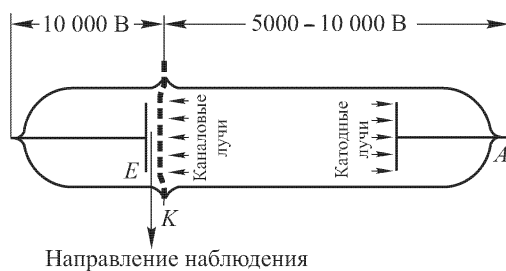 10 000 В
5000 – 10 000 В
Каналовые
лучи
Катодные
лучи
E
A
K
Направление наблюдения